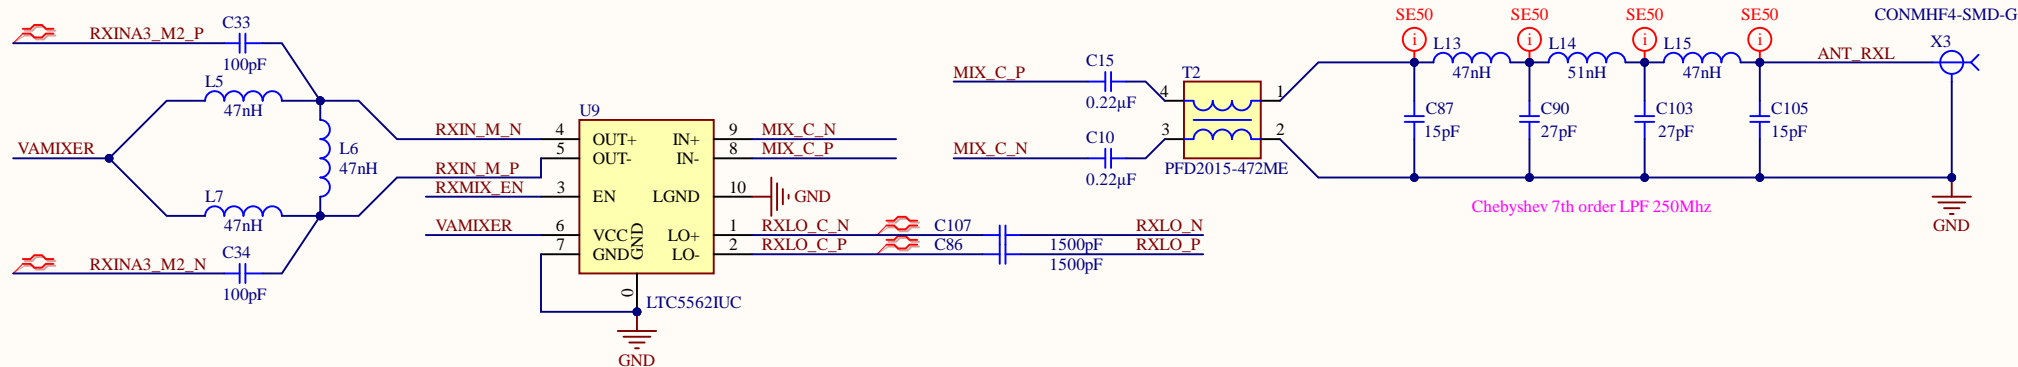 C33
RXINA3_M2_P
100pF
L5
47nH
VAMIXER
L6
47nH
L7
47nH
C34
RXINA3_M2_N
100pF
RXIN_M_N
RXIN_M_P
RXMIX_EN
VAMIXER
U9
4 OUT+ IN+ 9 MIX_C_N
5 OUT- IN- 8 MIX_C_P
3 EN LGND 10 GND
6 VCC GND LO+ 1 RXLO_C_N
7 GND LO- 2 RXLO_C_P
0
LTC5562IUC
GND
C107
C86
1500pF
1500pF
RXLO_N
RXLO_P
MIX_C_P
C15
0.22µF
MIX_C_N
C10
0.22µF
T2
4 1
3 2
PFD2015-472ME
SE50 SE50 SE50 SE50
i i i i
L13
47nH
L14
51nH
L15
47nH
C87
15pF
C90
27pF
C103
27pF
C105
15pF
ANT_RXL
CONMHF4-SMD-G
X3
Chebyshev 7th order LPF 250Mhz
GND